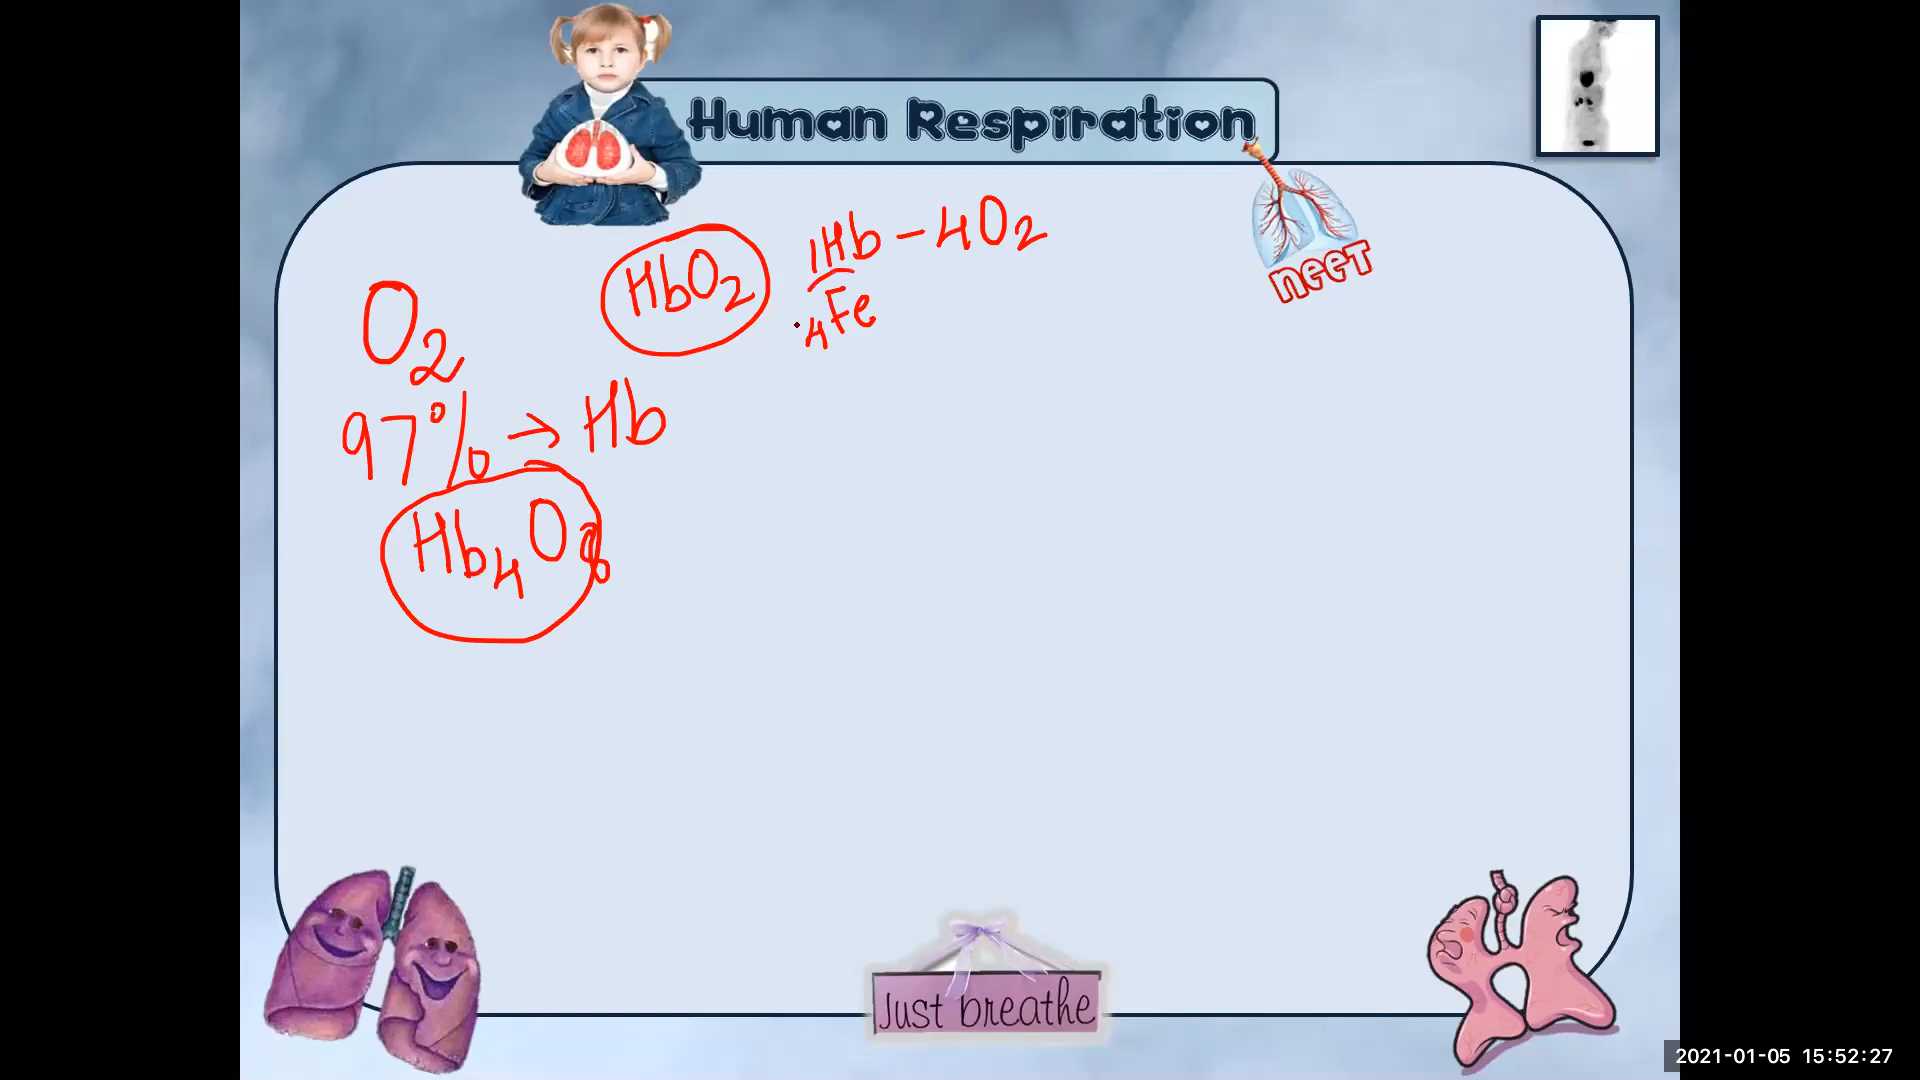 Human Respiration
NEET
HbO2
1Hb - 4O2
4Fe
O2
97% → Hb
Hb4O8
Just breathe
2021-01-05 15:52:27